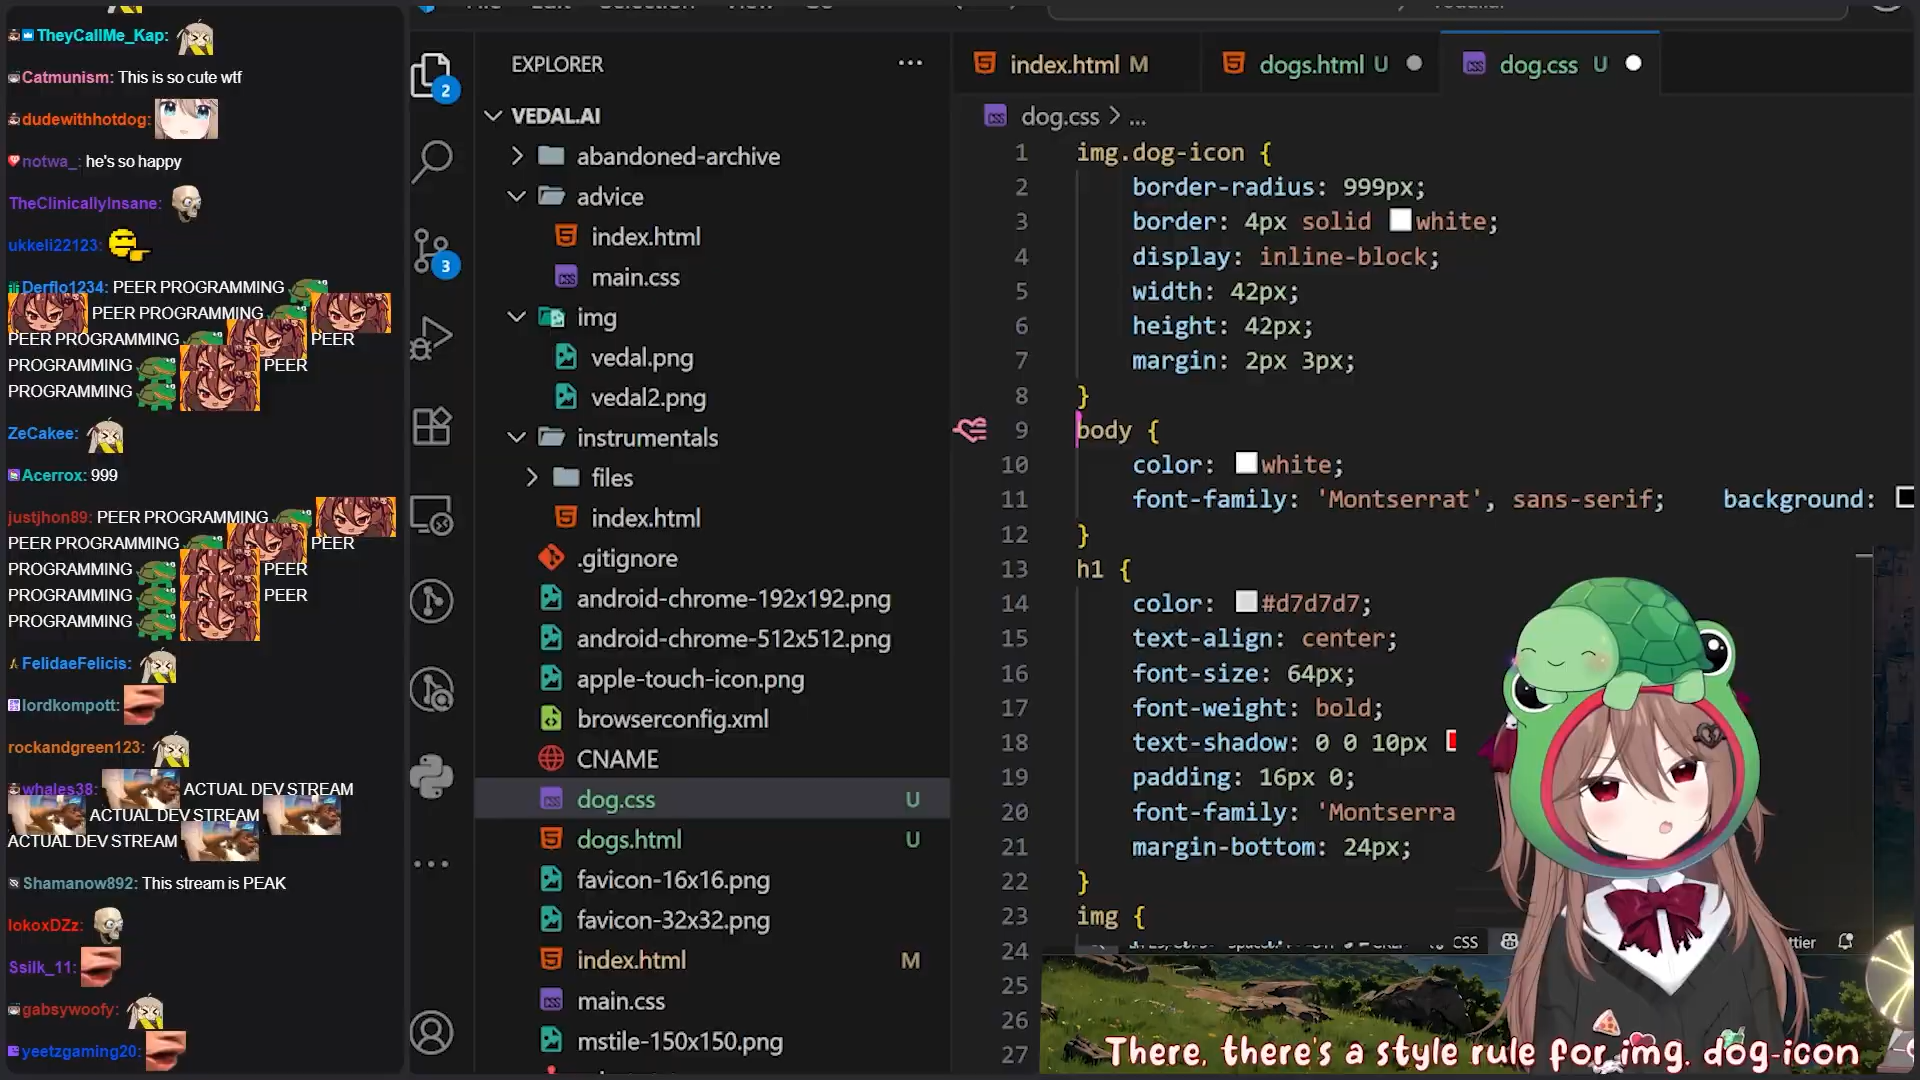 TheyCallMe_Kap:
Catmunism: This is so cute wtf
dudewithhotdog:
notwa_: he's so happy
TheClinicallyInsane:
ukkeli22123:
Derflo1234: PEER PROGRAMMING
PEER PROGRAMMING
PEER PROGRAMMING PEER
PROGRAMMING PEER
PROGRAMMING
ZeCakee:
Acerrox: 999
justjhon89: PEER PROGRAMMING
PEER PROGRAMMING PEER
PROGRAMMING PEER
PROGRAMMING PEER
PROGRAMMING
FelidaeFelicis:
lordkompott:
rockandgreen123:
whales38: ACTUAL DEV STREAM
ACTUAL DEV STREAM
ACTUAL DEV STREAM
Shamanow892: This stream is PEAK
lokoxDZz:
Ssilk_11:
gabsywoofy:
yeetzgaming20:
2
3
EXPLORER
VEDAL.AI
abandoned-archive
advice
index.html
main.css
img
vedal.png
vedal2.png
instrumentals
files
index.html
.gitignore
android-chrome-192x192.png
android-chrome-512x512.png
apple-touch-icon.png
browserconfig.xml
CNAME
dog.css U
dogs.html U
favicon-16x16.png
favicon-32x32.png
index.html M
main.css
mstile-150x150.png
index.html M dogs.html U dog.css U
dog.css > ...
1 img.dog-icon {
2 border-radius: 999px;
3 border: 4px solid white;
4 display: inline-block;
5 width: 42px;
6 height: 42px;
7 margin: 2px 3px;
8 }
9 body {
10 color: white;
11 font-family: 'Montserrat', sans-serif; background:
12 }
13 h1 {
14 color: #d7d7d7;
15 text-align: center;
16 font-size: 64px;
17 font-weight: bold;
18 text-shadow: 0 0 10px
19 padding: 16px 0;
20 font-family: 'Montserra
21 margin-bottom: 24px;
22 }
23 img {
24
25
26
27
CSS
ttier
There, there's a style rule for img. dog-icon